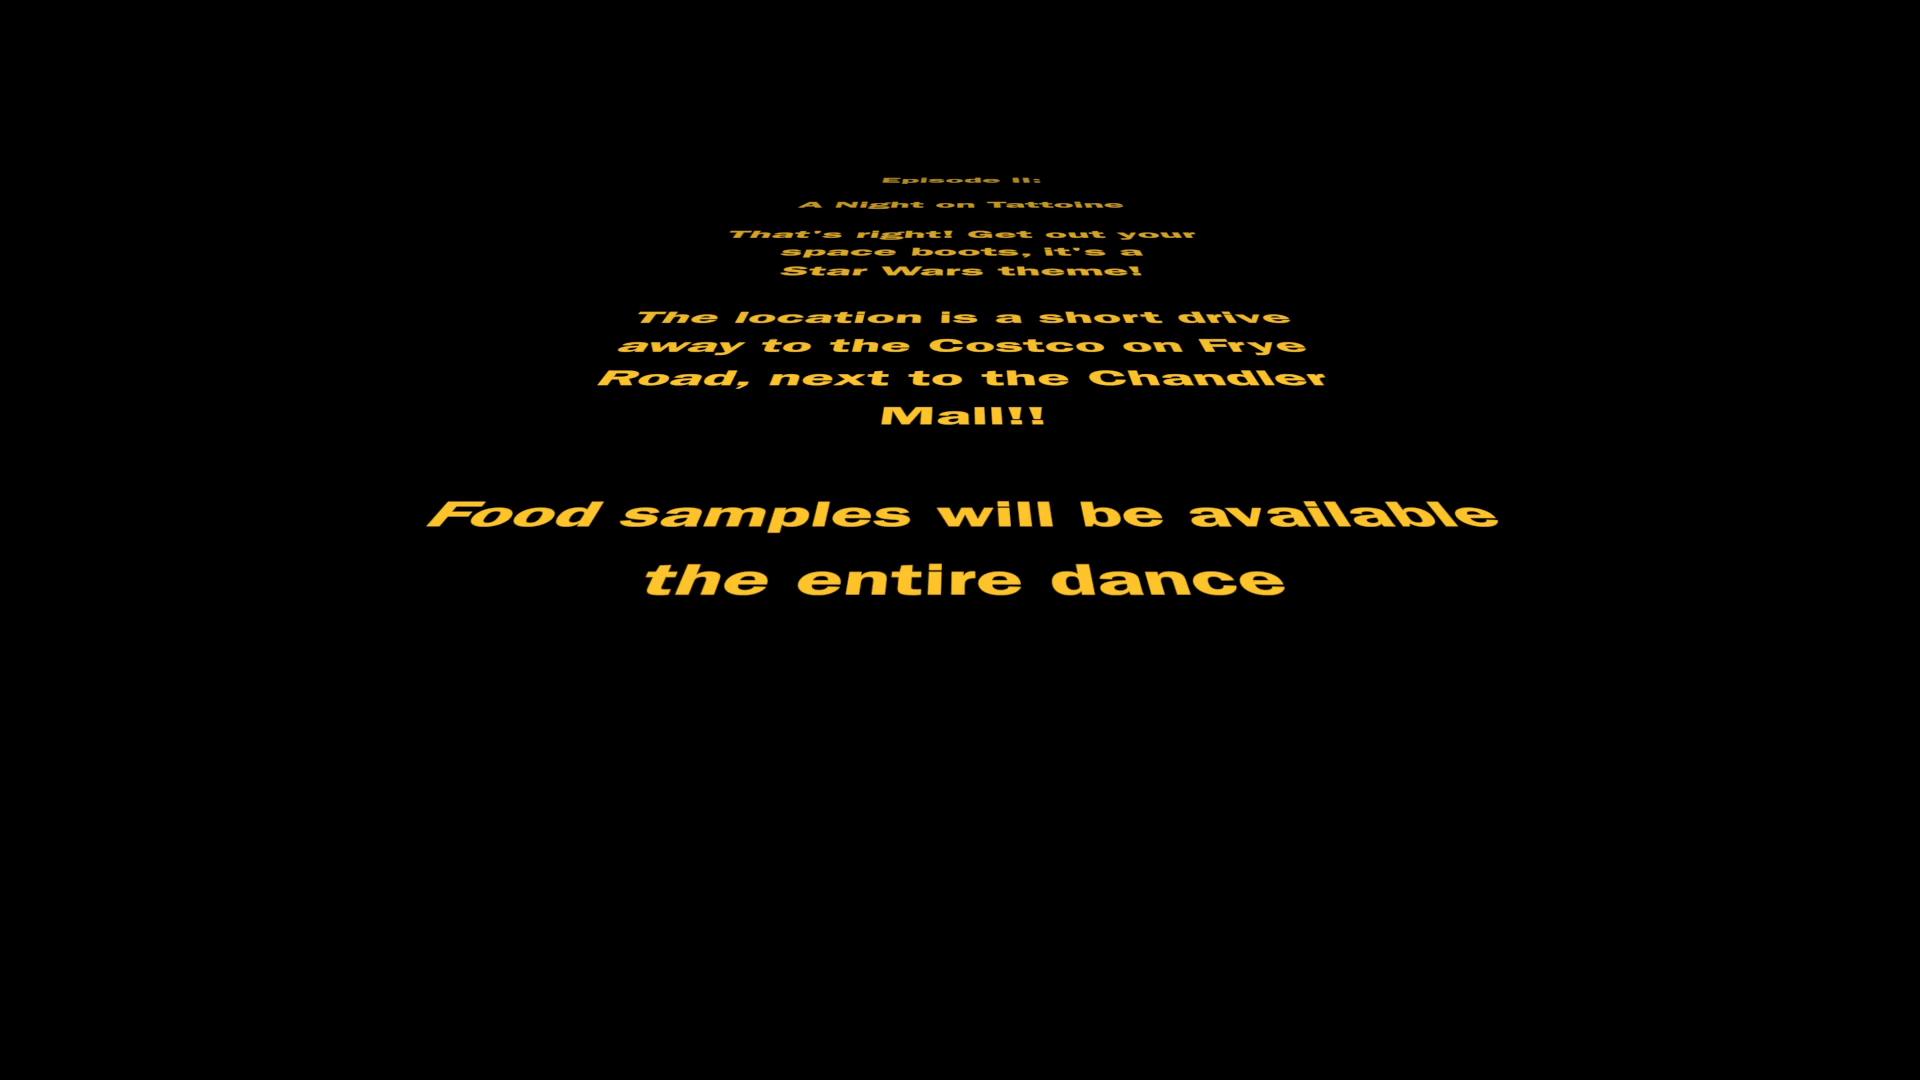 Episode II:
A Night on Tattoine
That's right! Get out your
space boots, it's a
Star Wars theme!
The location is a short drive
away to the Costco on Frye
Road, next to the Chandler
Mall!!
Food samples will be available
the entire dance